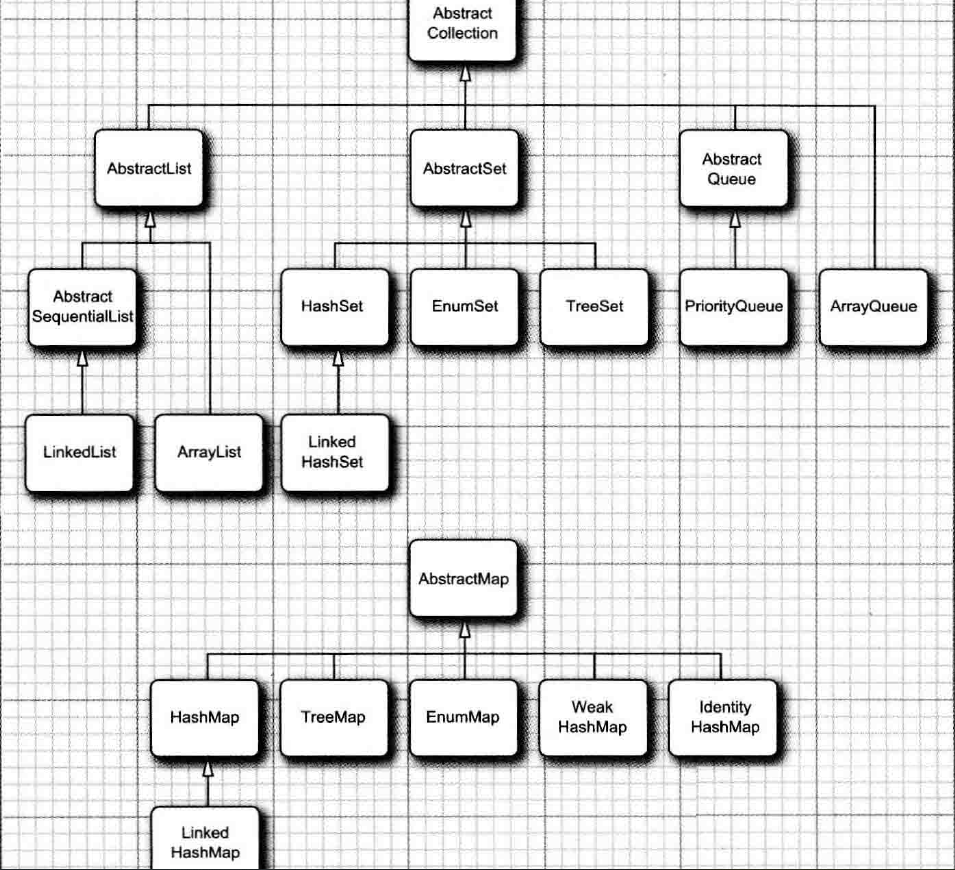 Abstract
Collection
AbstractList
AbstractSet
Abstract
Queue
Abstract
SequentialList
HashSet
EnumSet
TreeSet
PriorityQueue
ArrayQueue
LinkedList
ArrayList
Linked
HashSet
AbstractMap
HashMap
TreeMap
EnumMap
Weak
HashMap
Identity
HashMap
Linked
HashMap